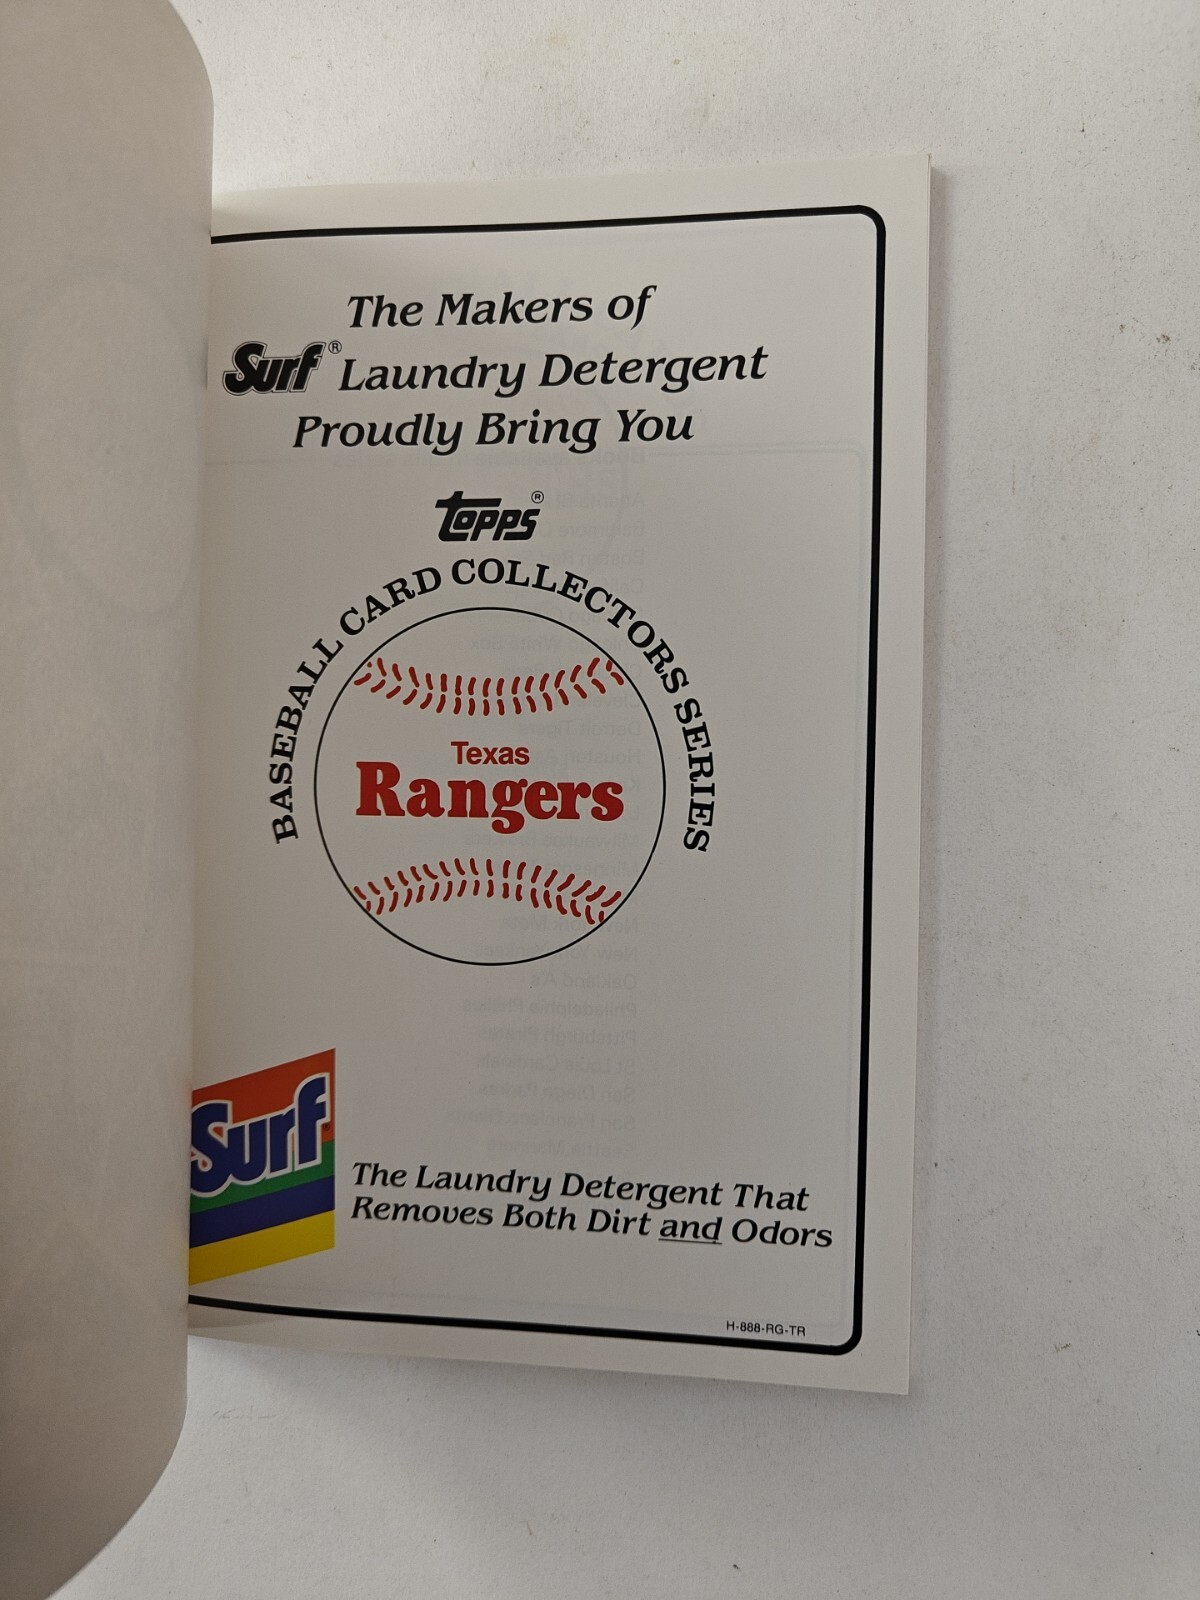 The Makers of
Surf® Laundry Detergent
Proudly Bring You
topps®
BASEBALL CARD COLLECTORS SERIES
Texas
Rangers
Surf®
The Laundry Detergent That
Removes Both Dirt and Odors
H-888-RG-TR